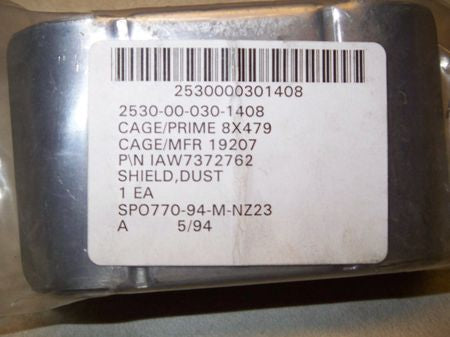 2530000301408
2530-00-030-1408
CAGE/PRIME 8X479
CAGE/MFR 19207
P/N IAW7372762
SHIELD,DUST
1 EA
SPO770-94-M-NZ23
A 5/94